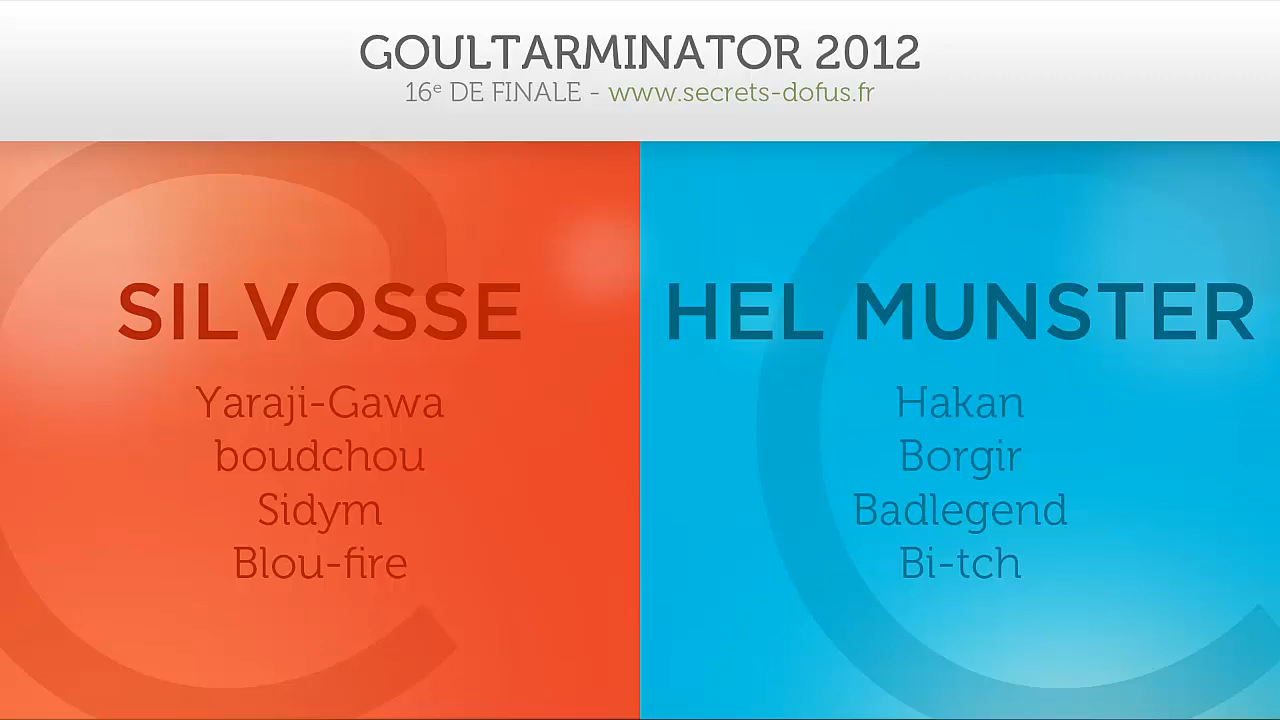 GOULTARMINATOR 2012
16e DE FINALE - www.secrets-dofus.fr
SILVOSSE
Yaraji-Gawa
boudchou
Sidym
Blou-fire
HEL MUNSTER
Hakan
Borgir
Badlegend
Bi-tch